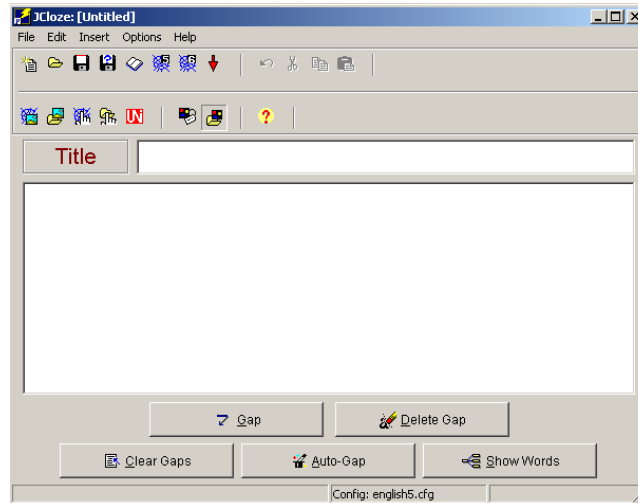 JCloze: [Untitled]
File Edit Insert Options Help
Title
Gap Delete Gap
Clear Gaps Auto-Gap Show Words
Config: english5.cfg